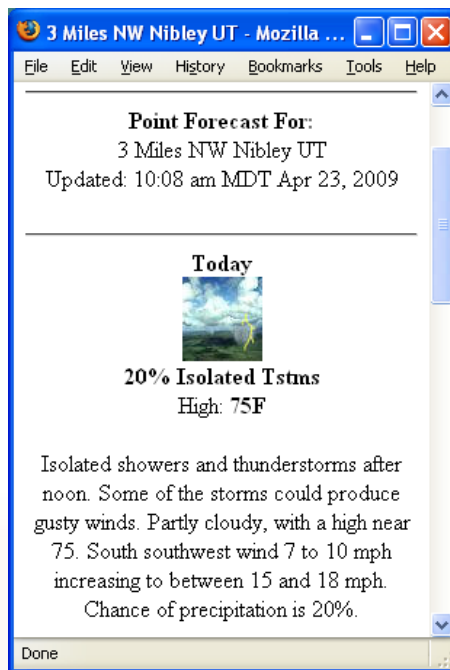 3 Miles NW Nibley UT - Mozilla ...
File Edit View History Bookmarks Tools Help
Point Forecast For:
3 Miles NW Nibley UT
Updated: 10:08 am MDT Apr 23, 2009
Today
20% Isolated Tstms
High: 75F
Isolated showers and thunderstorms after
noon. Some of the storms could produce
gusty winds. Partly cloudy, with a high near
75. South southwest wind 7 to 10 mph
increasing to between 15 and 18 mph.
Chance of precipitation is 20%.
Done